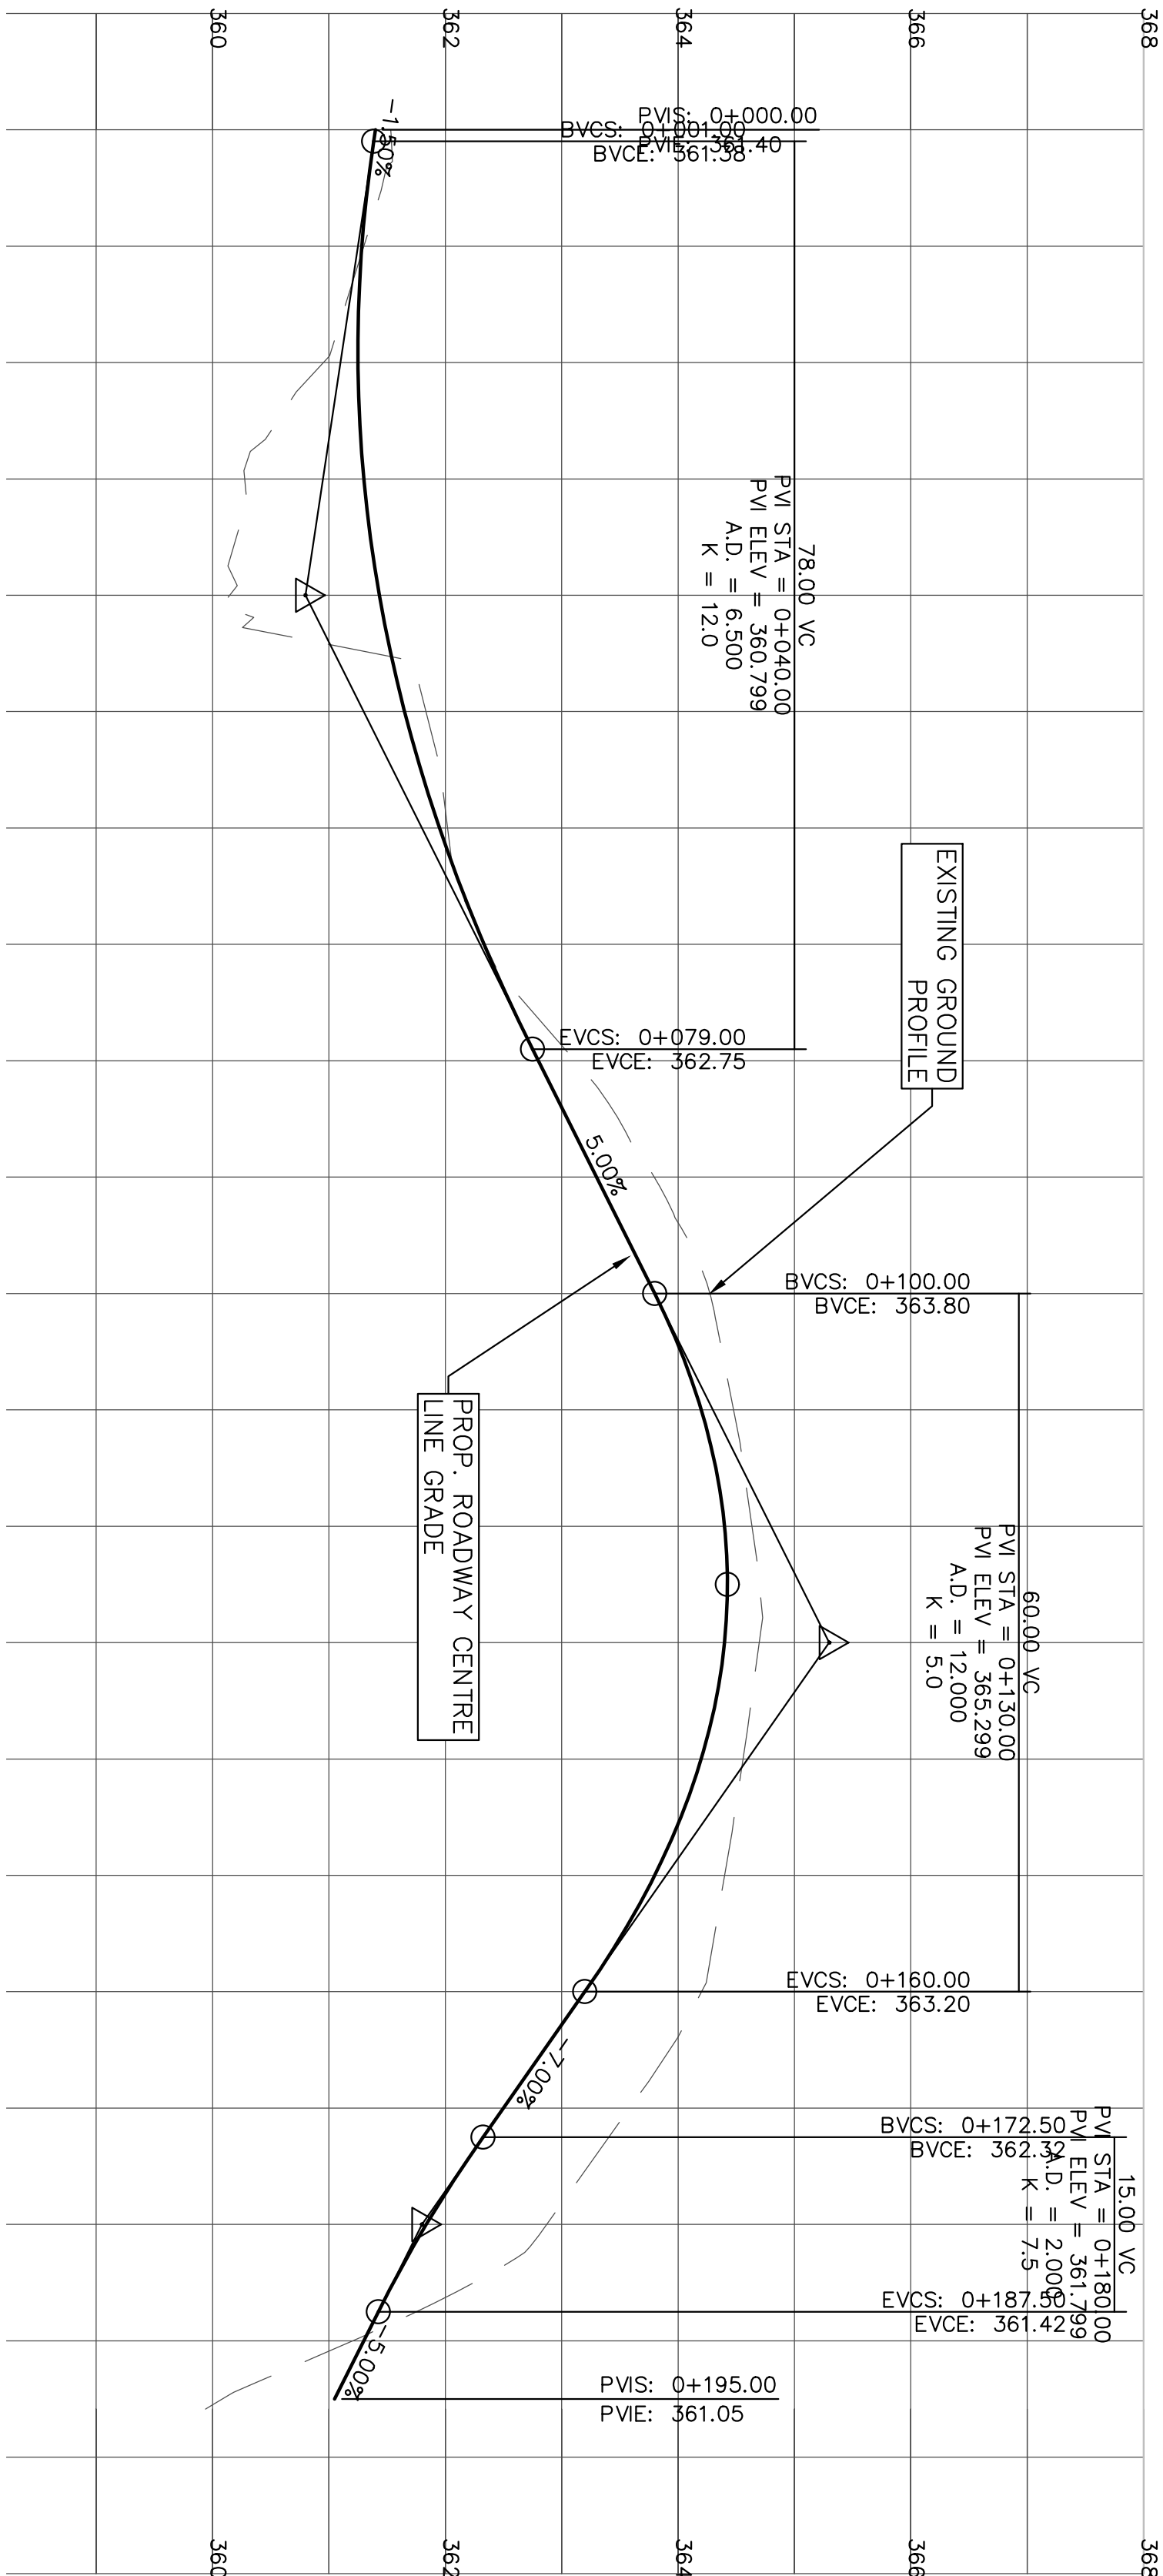 368
366
364
362
360
PVIS: 0+000.00
PVIE: 361.40
BVCS: 0+001.00
BVCE: 361.38
-1.50%
78.00 VC
PVI STA = 0+040.00
PVI ELEV = 360.799
A.D. = 6.500
K = 12.0
EXISTING GROUND
PROFILE
EVCS: 0+079.00
EVCE: 362.75
5.00%
BVCS: 0+100.00
BVCE: 363.80
PROP. ROADWAY CENTRE
LINE GRADE
60.00 VC
PVI STA = 0+130.00
PVI ELEV = 365.299
A.D. = 12.000
K = 5.0
EVCS: 0+160.00
EVCE: 363.20
-7.00%
BVCS: 0+172.50
BVCE: 362.32
15.00 VC
PVI STA = 0+180.00
PVI ELEV = 361.799
A.D. = 2.000
K = 7.5
EVCS: 0+187.50
EVCE: 361.42
-5.00%
PVIS: 0+195.00
PVIE: 361.05
368
366
364
362
360